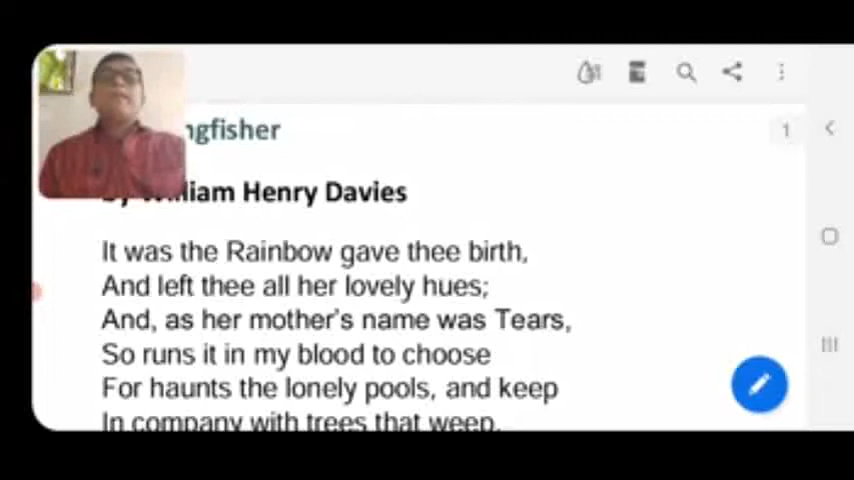 ngfisher
1
William Henry Davies
It was the Rainbow gave thee birth,
And left thee all her lovely hues;
And, as her mother's name was Tears,
So runs it in my blood to choose
For haunts the lonely pools, and keep
In company with trees that weep.